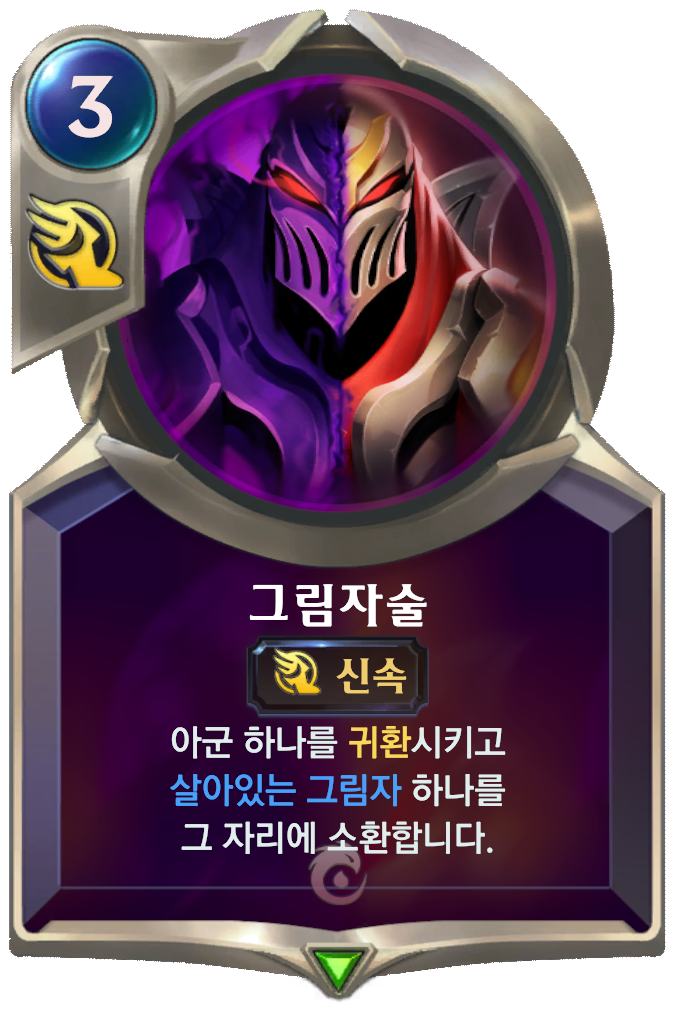 3
그림자술
신속
아군 하나를 귀환시키고
살아있는 그림자 하나를
그 자리에 소환합니다.